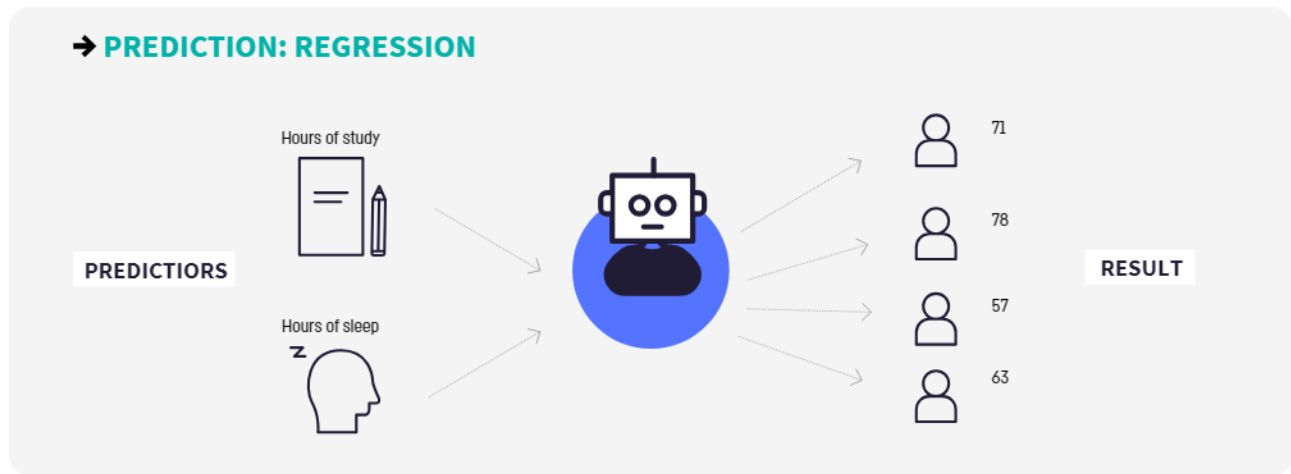 → PREDICTION: REGRESSION
Hours of study
PREDICTIORS
Hours of sleep
Z
71
78
57
63
RESULT